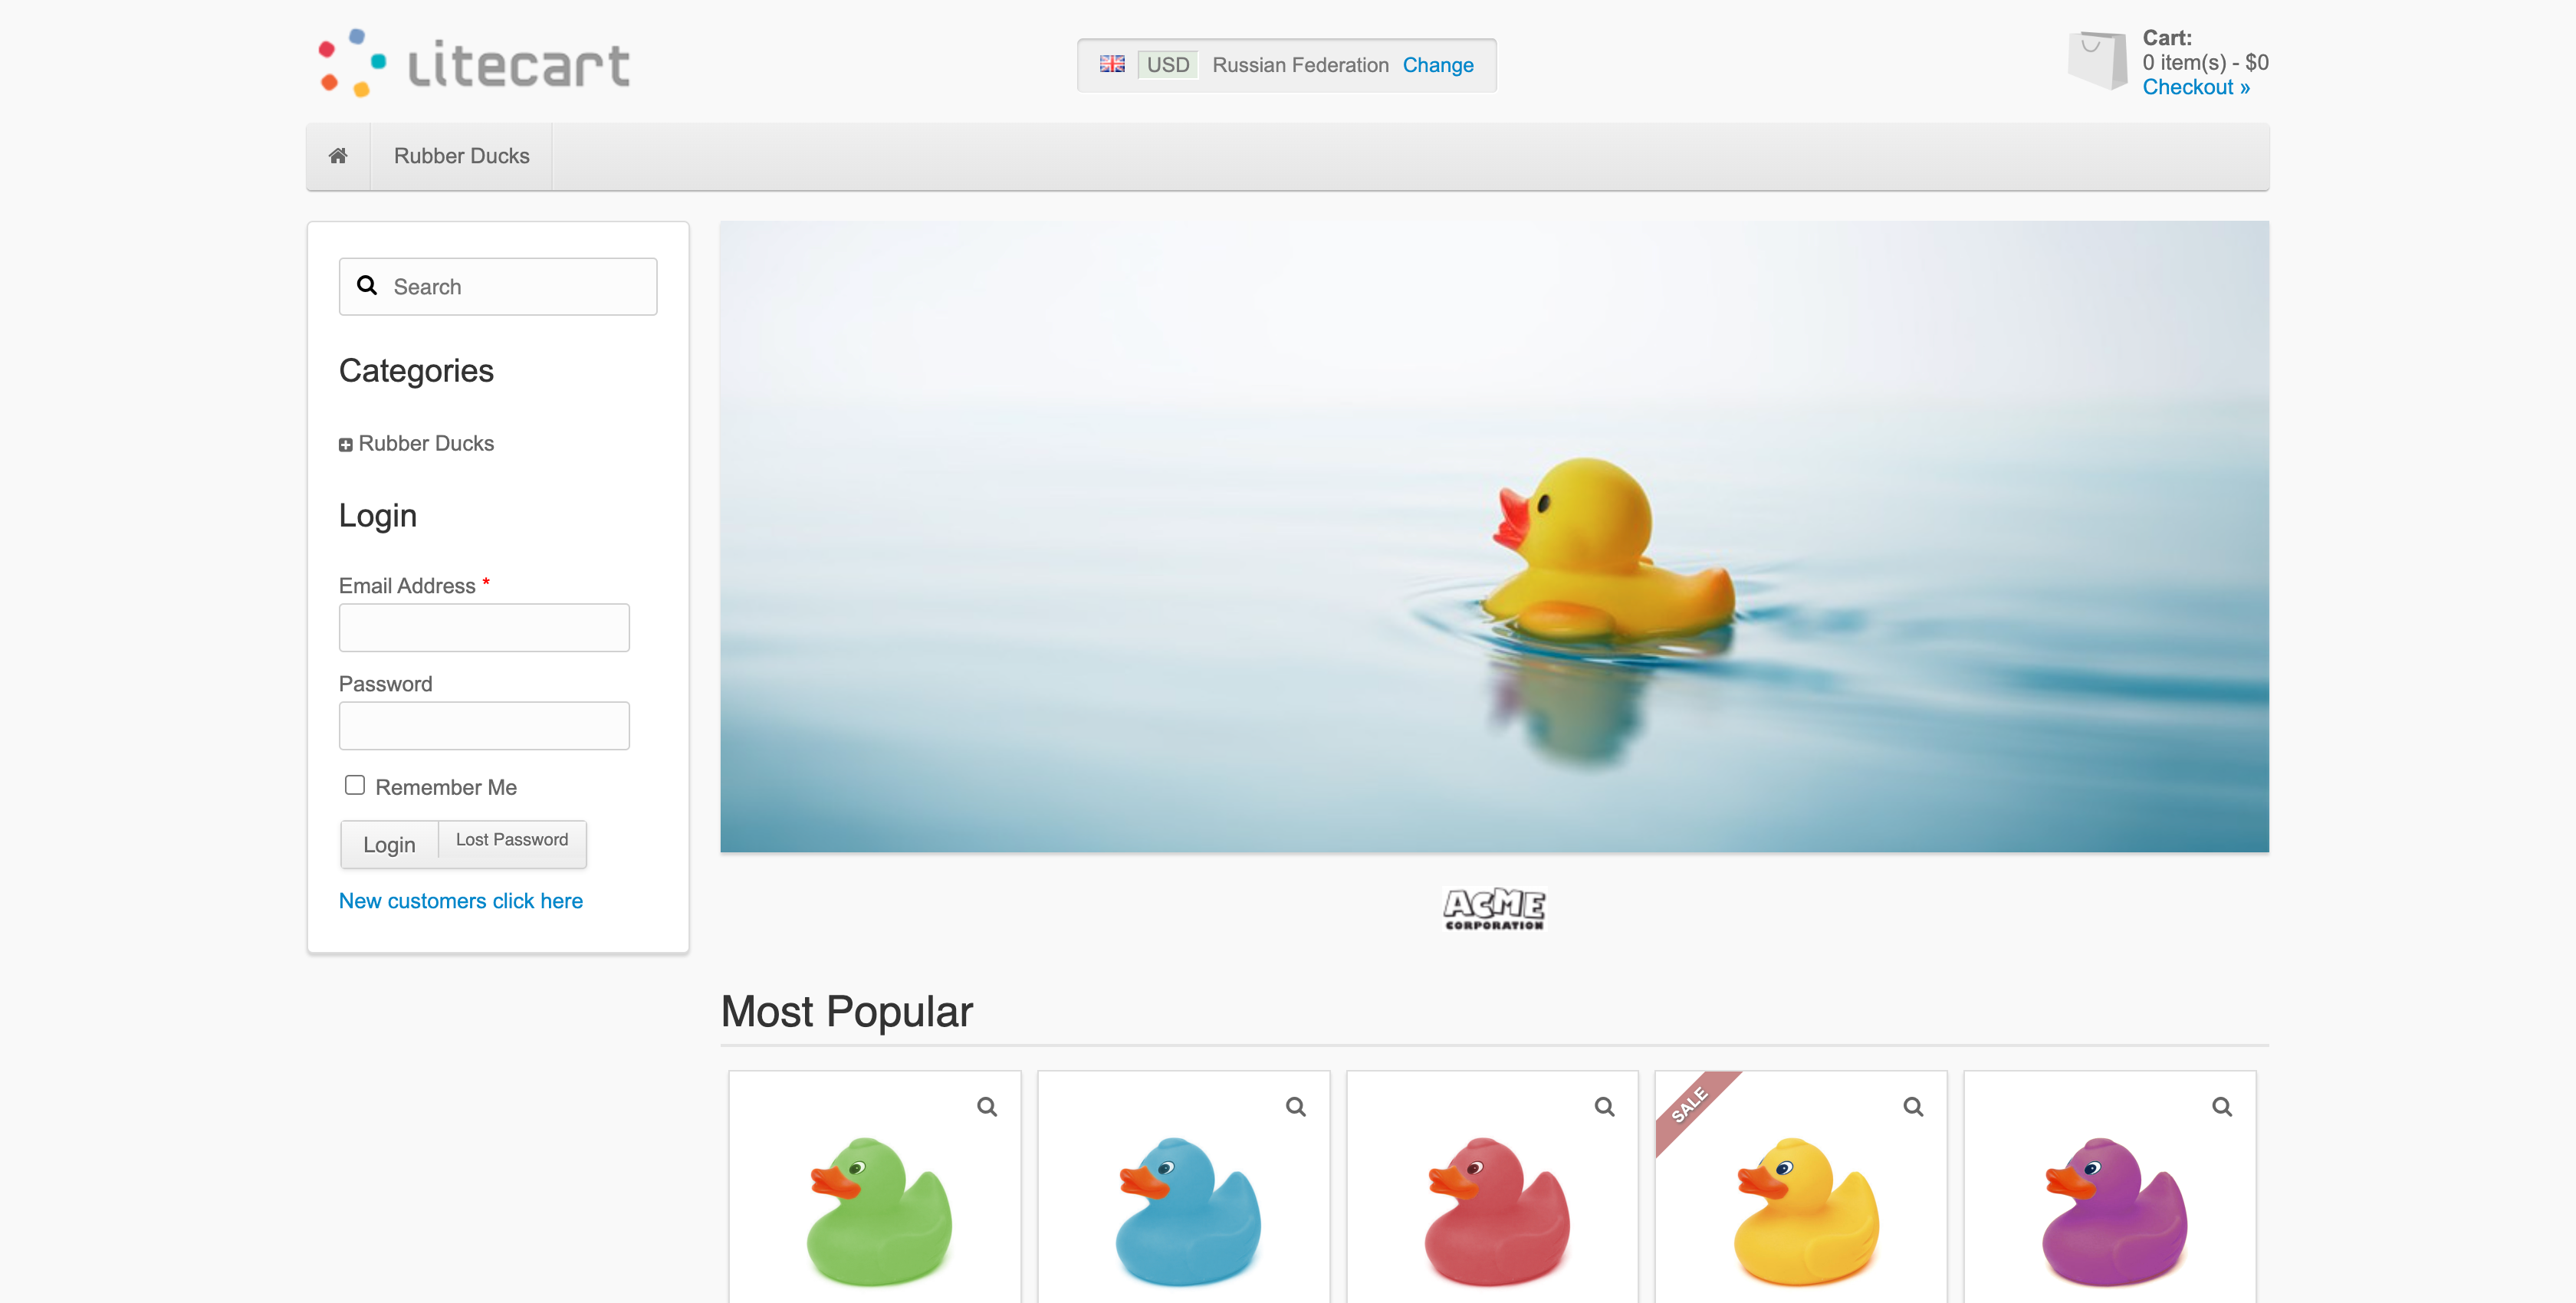 Litecart
USD Russian Federation Change
Cart:
0 item(s) - $0
Checkout »
Rubber Ducks
Search
Categories
Rubber Ducks
Login
Email Address *
Password
Remember Me
Login Lost Password
New customers click here
ACME
CORPORATION
Most Popular
SALE